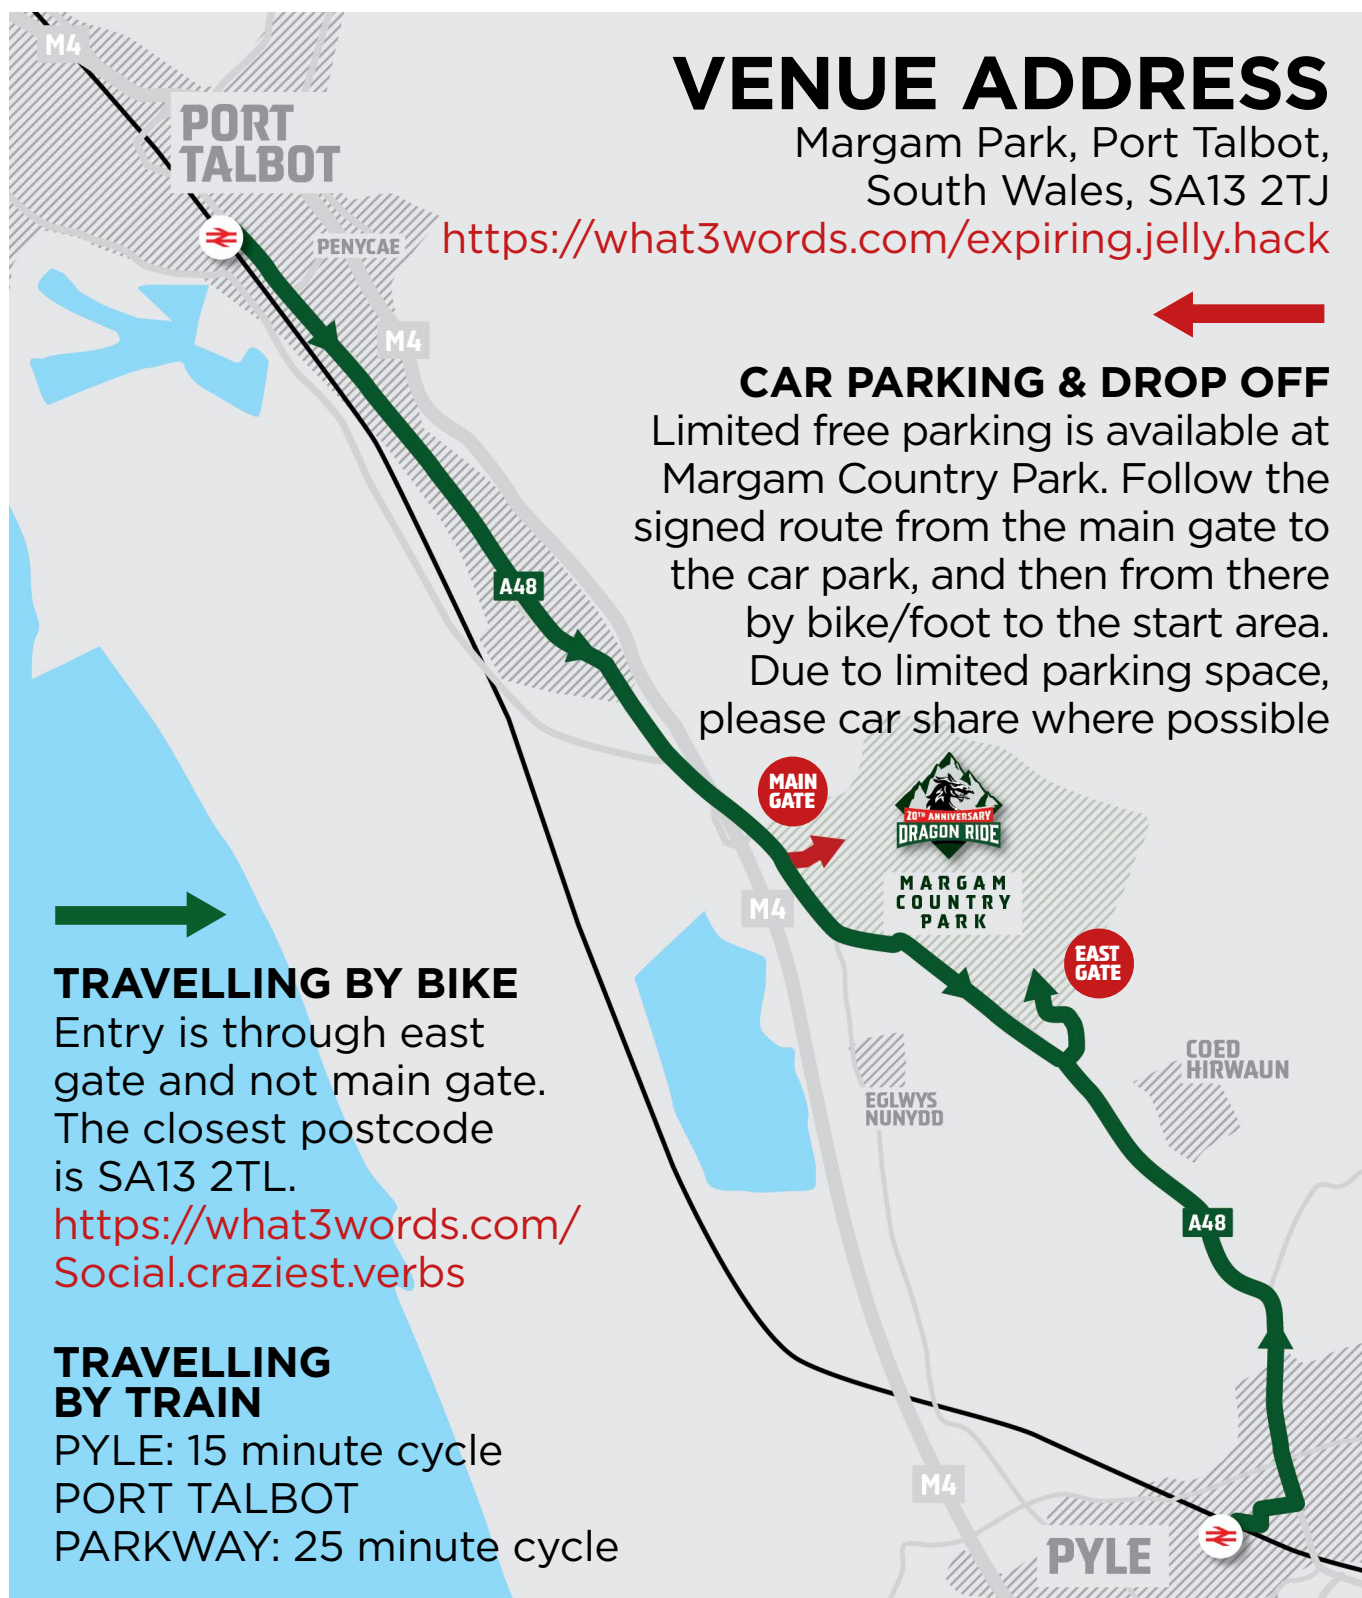 M4
PORT
TALBOT
PENYCAE
M4
VENUE ADDRESS
Margam Park, Port Talbot,
South Wales, SA13 2TJ
https://what3words.com/expiring.jelly.hack
CAR PARKING & DROP OFF
Limited free parking is available at
Margam Country Park. Follow the
signed route from the main gate to
the car park, and then from there
by bike/foot to the start area.
Due to limited parking space,
please car share where possible
A48
MAIN
GATE
20TH ANNIVERSARY
DRAGON RIDE
MARGAM
COUNTRY
PARK
M4
EAST
GATE
COED
HIRWAUN
EGLWYS
NUNYDD
A48
TRAVELLING BY BIKE
Entry is through east
gate and not main gate.
The closest postcode
is SA13 2TL.
https://what3words.com/
Social.craziest.verbs
TRAVELLING
BY TRAIN
PYLE: 15 minute cycle
PORT TALBOT
PARKWAY: 25 minute cycle
M4
PYLE